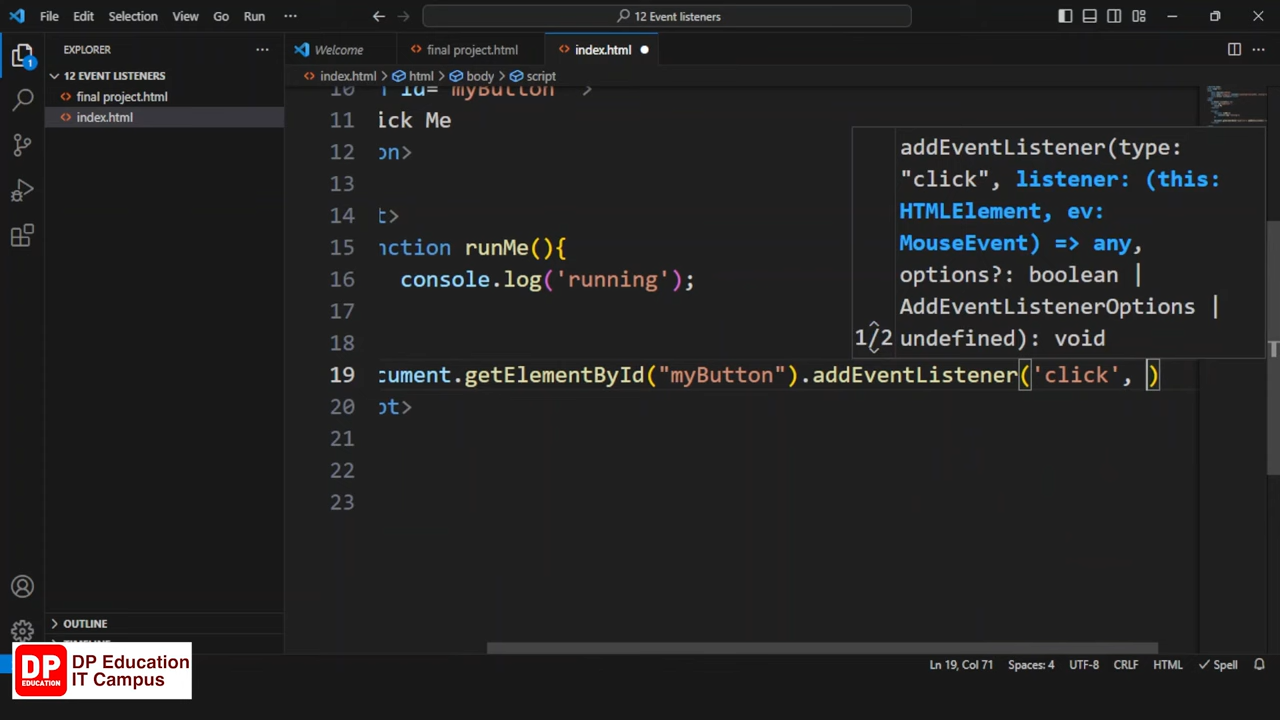 File Edit Selection View Go Run ··· 12 Event listeners
EXPLORER ···
Welcome final project.html index.html ●
12 EVENT LISTENERS
index.html > html > body > script
final project.html
index.html
10 id= myButton >
11 ick Me
12 on>
13
14 t>
15 nction runMe(){
16 console.log('running');
17
18
19 cument.getElementById("myButton").addEventListener('click', )
20 pt>
21
22
23
addEventListener(type:
"click", listener: (this:
HTMLElement, ev:
MouseEvent) => any,
options?: boolean |
AddEventListenerOptions |
1/2 undefined): void
1
OUTLINE
DP Education
IT Campus
DP
EDUCATION
Ln 19, Col 71 Spaces: 4 UTF-8 CRLF HTML Spell